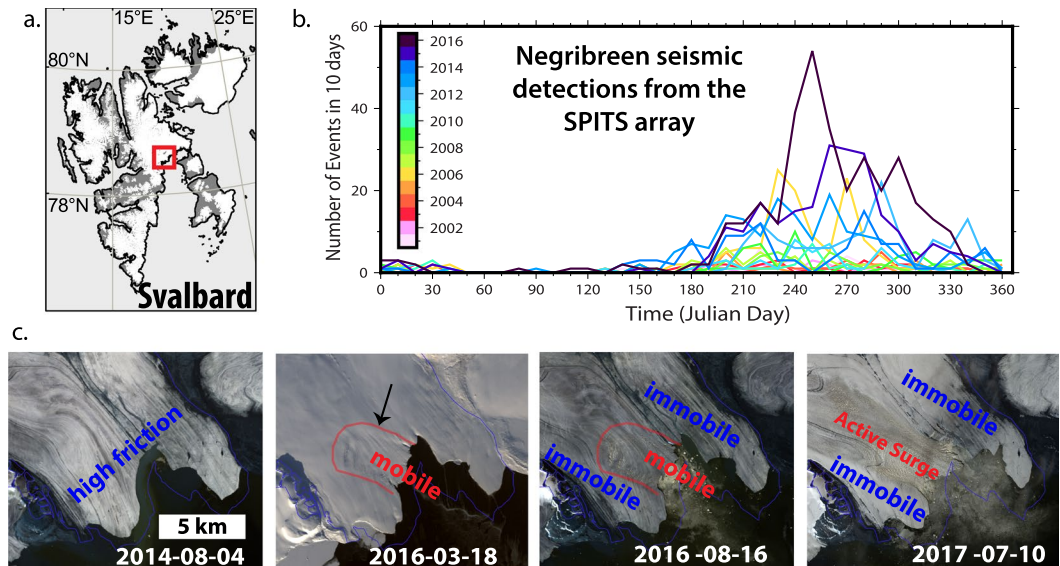 a.
15°E
25°E
80°N
78°N
Svalbard
b.
Number of Events in 10 days
60
40
20
0
2016
2014
2012
2010
2008
2006
2004
2002
Negribreen seismic
detections from the
SPITS array
0 30 60 90 120 150 180 210 240 270 300 330 360
Time (Julian Day)
c.
high friction
5 km
2014-08-04
mobile
2016 -03-18
immobile
immobile
mobile
2016 -08-16
immobile
Active Surge
immobile
2017 -07-10